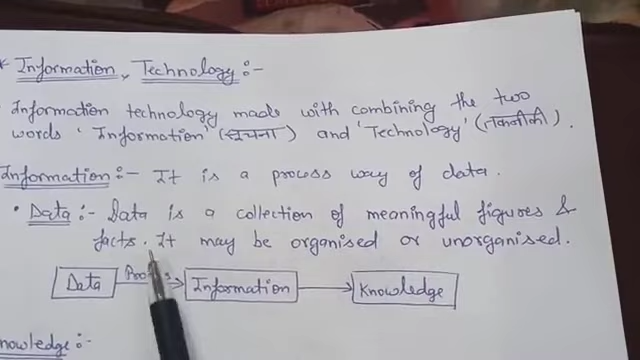 * Information Technology :-
Information technology made with combining the two
words 'Information' (सूचना) and 'Technology' (तकनीकी).
Information :- It is a process way of data.
• Data :- Data is a collection of meaningful figures &
facts. It may be organised or unorganised.
Data Information Knowledge
Knowledge :-